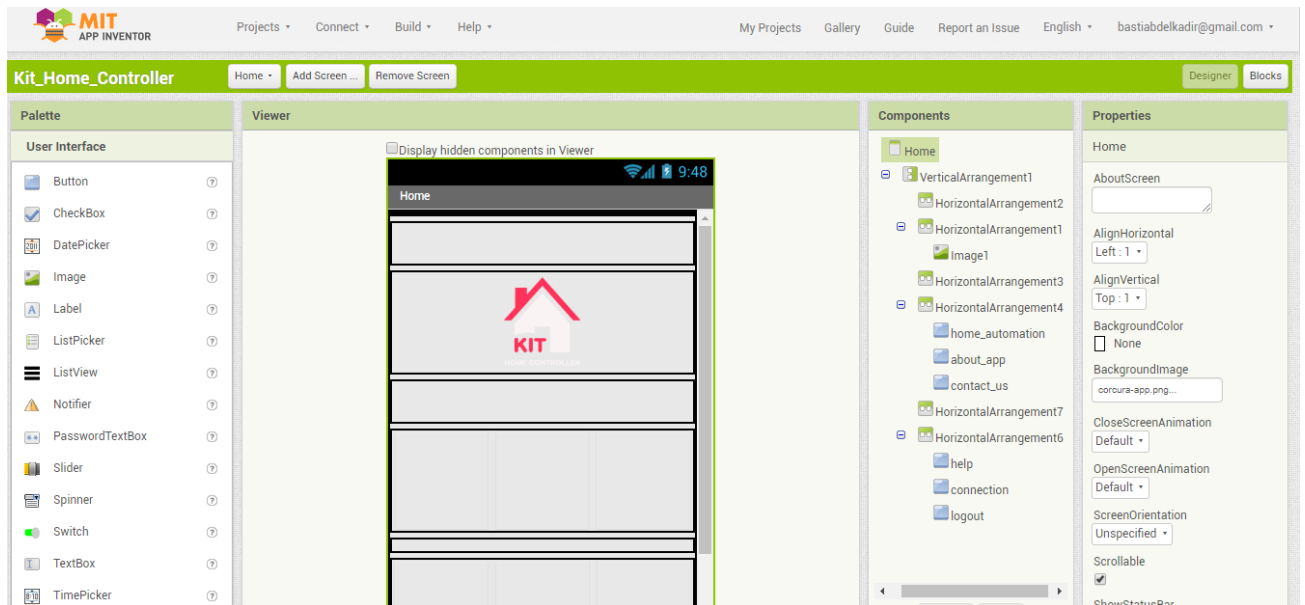 MIT
APP INVENTOR
Projects
Connect
Build
Help
My Projects
Gallery
Guide
Report an Issue
English
bastiabdelkadir@gmail.com
Kit_Home_Controller
Home
Add Screen ...
Remove Screen
Designer
Blocks
Palette
User Interface
Button
?
CheckBox
?
DatePicker
?
Image
?
Label
?
ListPicker
?
ListView
?
Notifier
?
PasswordTextBox
?
Slider
?
Spinner
?
Switch
?
TextBox
?
TimePicker
?
Viewer
Display hidden components in Viewer
9:48
Home
KIT
HOME CONTROLLER
Components
Home
VerticalArrangement1
HorizontalArrangement2
HorizontalArrangement1
Image1
HorizontalArrangement3
HorizontalArrangement4
home_automation
about_app
contact_us
HorizontalArrangement7
HorizontalArrangement6
help
connection
logout
Properties
Home
AboutScreen
AlignHorizontal
Left : 1
AlignVertical
Top : 1
BackgroundColor
None
BackgroundImage
corcura-app.png...
CloseScreenAnimation
Default
OpenScreenAnimation
Default
ScreenOrientation
Unspecified
Scrollable
ShowStatusBar